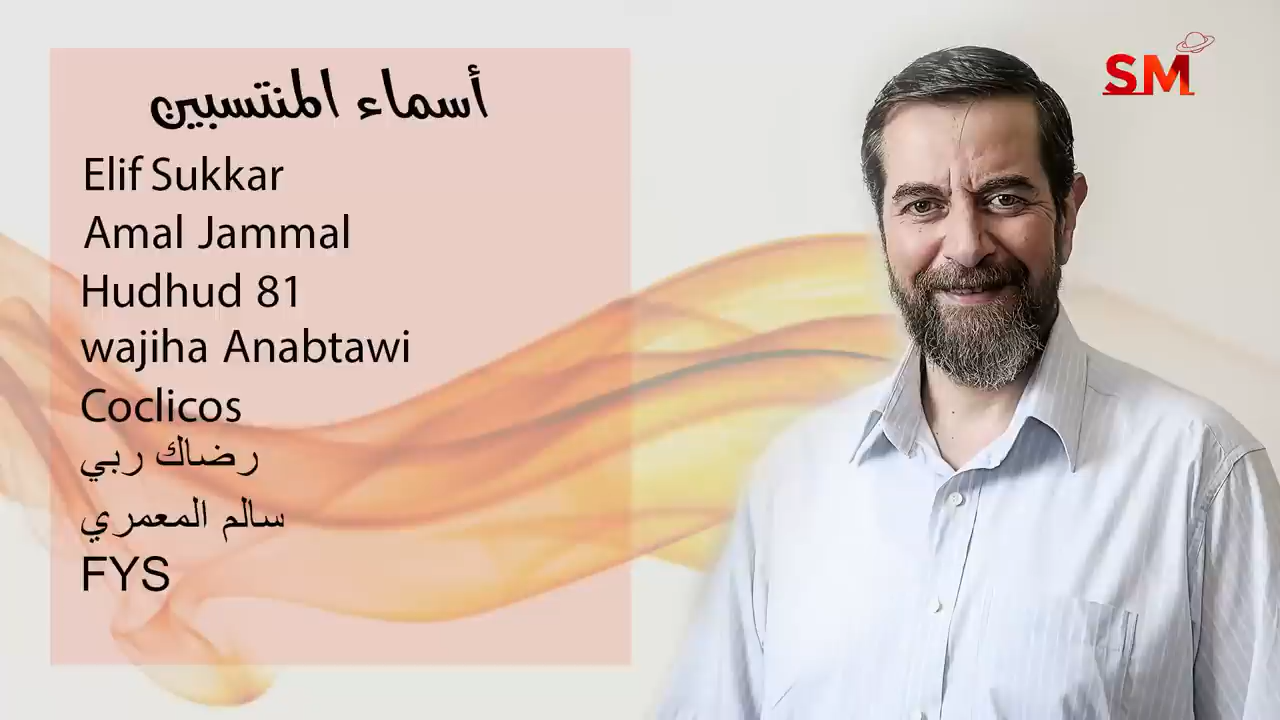 أسماء المنتسبين
SM
Elif Sukkar
Amal Jammal
Hudhud 81
wajiha Anabtawi
Coclicos
رضاك ربي
سالم المعمري
FYS